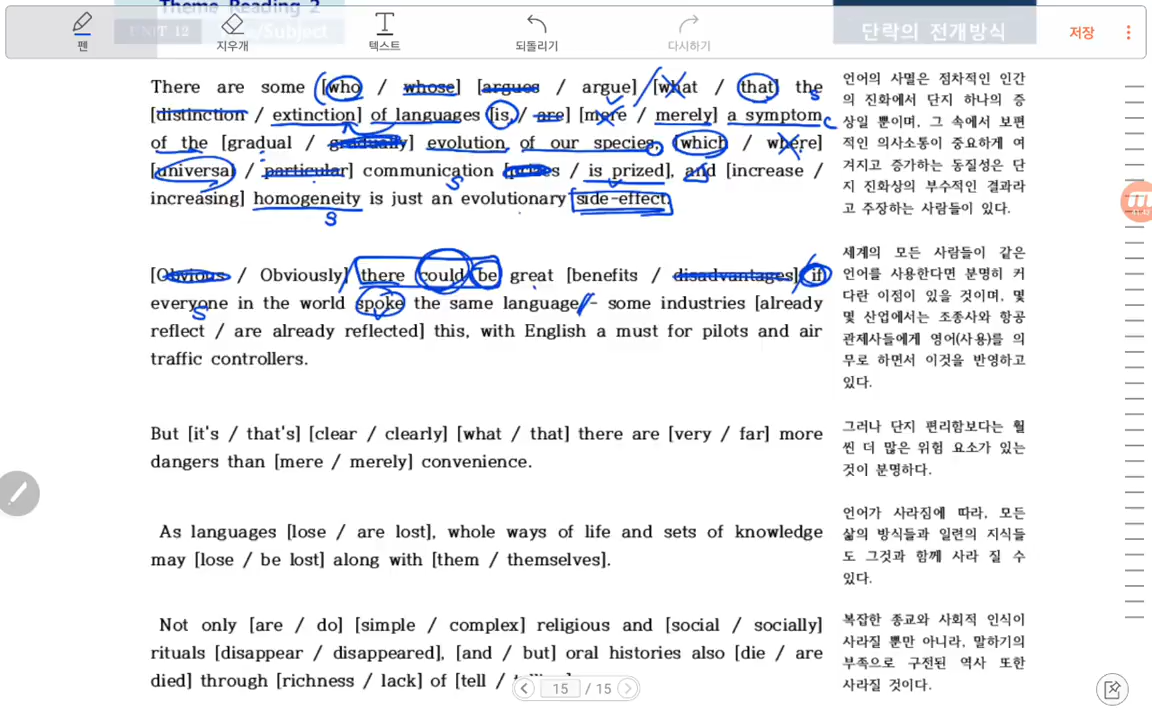 Theme Reading 2
UNIT 12
단락의 전개방식
펜
지우개
텍스트
되돌리기
다시하기
저장
There are some [who / whose] [argues / argue] [what / that] the
[distinction / extinction] of languages [is / are] [mere / merely] a symptom
of the [gradual / gradually] evolution of our species, [which / where]
[universal / particular] communication is prized], and [increase /
increasing] homogeneity is just an evolutionary side-effect.
언어의 사멸은 점차적인 인간
의 진화에서 단지 하나의 증
상일 뿐이며, 그 속에서 보편
적인 의사소통이 중요하게 여
겨지고 증가하는 동질성은 단
지 진화상의 부수적인 결과라
고 주장하는 사람들이 있다.
[Obvious / Obviously] there could be great [benefits / disadvantages] if
everyone in the world spoke the same language - some industries [already
reflect / are already reflected] this, with English a must for pilots and air
traffic controllers.
세계의 모든 사람들이 같은
언어를 사용한다면 분명히 커
다란 이점이 있을 것이며, 몇
몇 산업에서는 조종사와 항공
관제사들에게 영어(사용)를 의
무로 하면서 이것을 반영하고
있다.
But [it's / that's] [clear / clearly] [what / that] there are [very / far] more
dangers than [mere / merely] convenience.
그러나 단지 편리함보다는 훨
씬 더 많은 위험 요소가 있는
것이 분명하다.
As languages [lose / are lost], whole ways of life and sets of knowledge
may [lose / be lost] along with [them / themselves].
언어가 사라짐에 따라, 모든
삶의 방식들과 일련의 지식들
도 그것과 함께 사라 질 수
있다.
Not only [are / do] [simple / complex] religious and [social / socially]
rituals [disappear / disappeared], [and / but] oral histories also [die / are
died] through [richness / lack] of [tell /
복잡한 종교와 사회적 인식이
사라질 뿐만 아니라, 말하기의
부족으로 구전된 역사 또한
사라질 것이다.
15 / 15